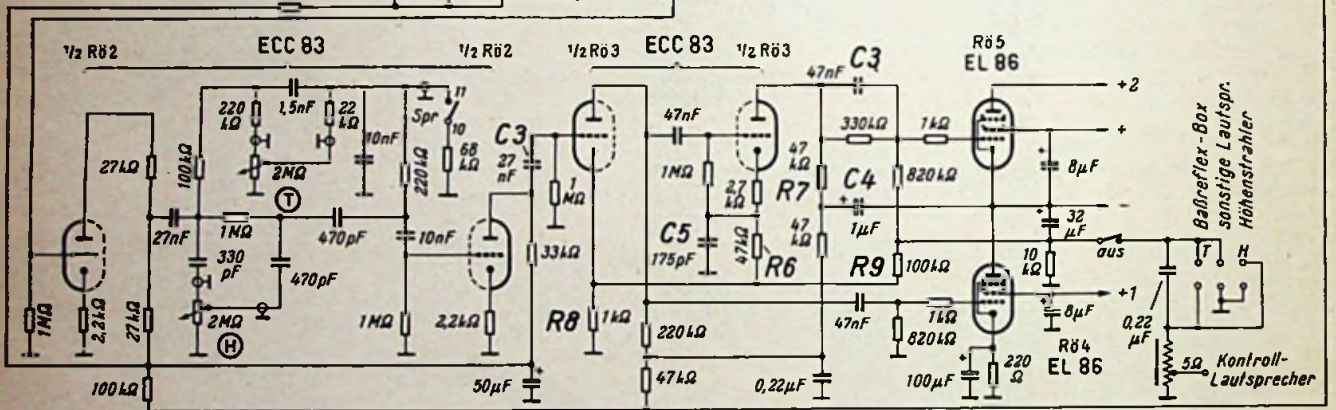 1/2 Rö2
ECC 83
1/2 Rö2
1/2 Rö3
ECC 83
1/2 Rö3
Rö5
EL 86
47nF
C3
11
Spr
10
220 kΩ
1,5nF
22 kΩ
10nF
68 kΩ
C3
27 nF
47nF
330kΩ
1kΩ
+2
+
27kΩ
100kΩ
2MΩ
T
220kΩ
1 MΩ
1MΩ
2,7 kΩ
R7
47 kΩ
C4
1µF
820kΩ
8µF
-
27nF
1MΩ
470pF
10nF
33kΩ
C5
175pF
47kΩ
R6
47 kΩ
R9
100kΩ
32 µF
10 kΩ
aus
T
H
Baßreflex-Box
sonstige Lautspr.
Höhenstrahler
330 pF
470pF
1MΩ
2,2kΩ
27kΩ
2MΩ
H
1MΩ
2,2kΩ
R8
1kΩ
220kΩ
47nF
820kΩ
1kΩ
+1
8µF
0,22 µF
Rö4
EL 86
100kΩ
50µF
47kΩ
0,22µF
100µF
220 Ω
5Ω
Kontroll-
Lautsprecher